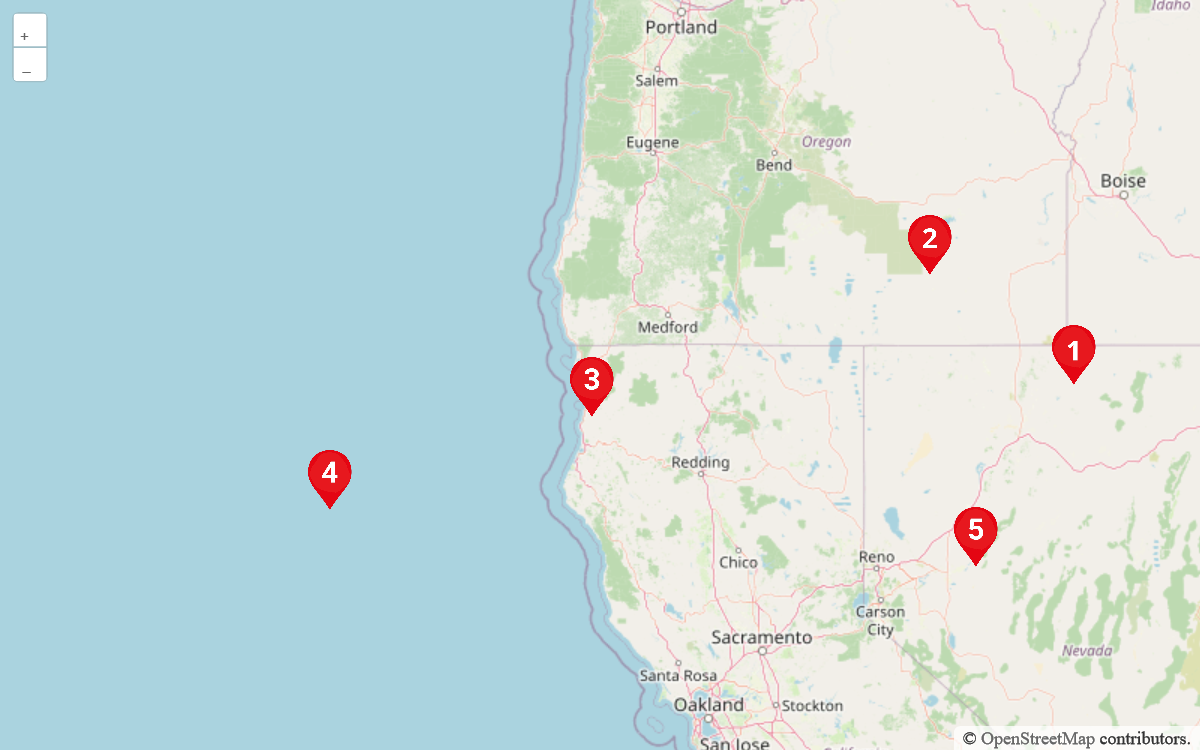 Idaho
+
Portland
–
Salem
Eugene
Oregon
Bend
Boise
2
Medford
1
3
Redding
4
5
Reno
Chico
Carson
City
Sacramento
Nevada
Santa Rosa
Oakland
Stockton
San Jose
© OpenStreetMap contributors.